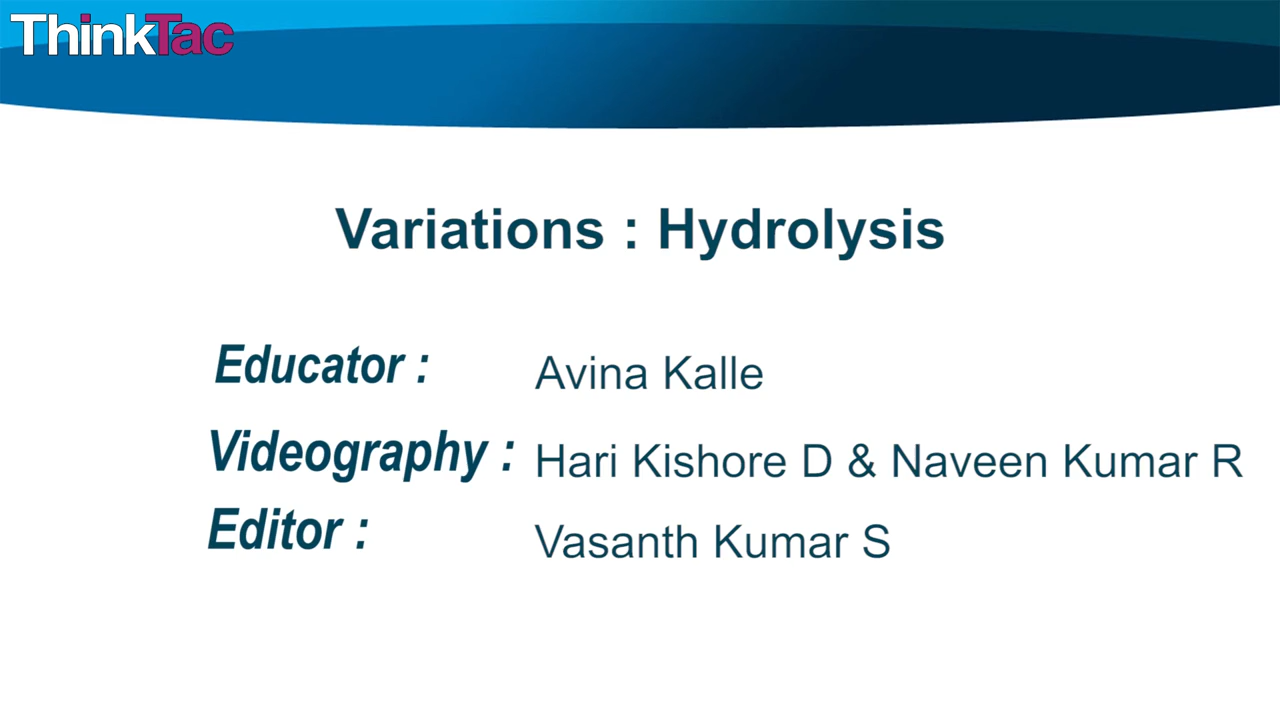 ThinkTac
Variations : Hydrolysis
Educator : Avina Kalle
Videography : Hari Kishore D & Naveen Kumar R
Editor : Vasanth Kumar S